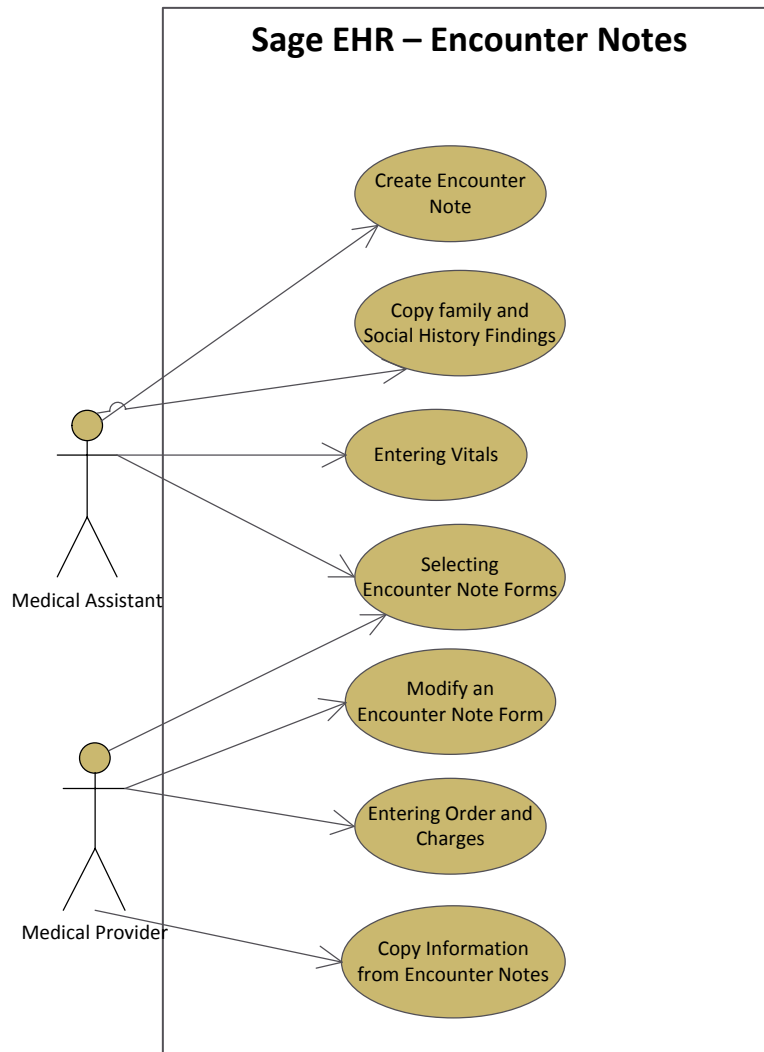 Sage EHR – Encounter Notes
Create Encounter
Note
Copy family and
Social History Findings
Entering Vitals
Selecting
Encounter Note Forms
Medical Assistant
Modify an
Encounter Note Form
Entering Order and
Charges
Medical Provider
Copy Information
from Encounter Notes